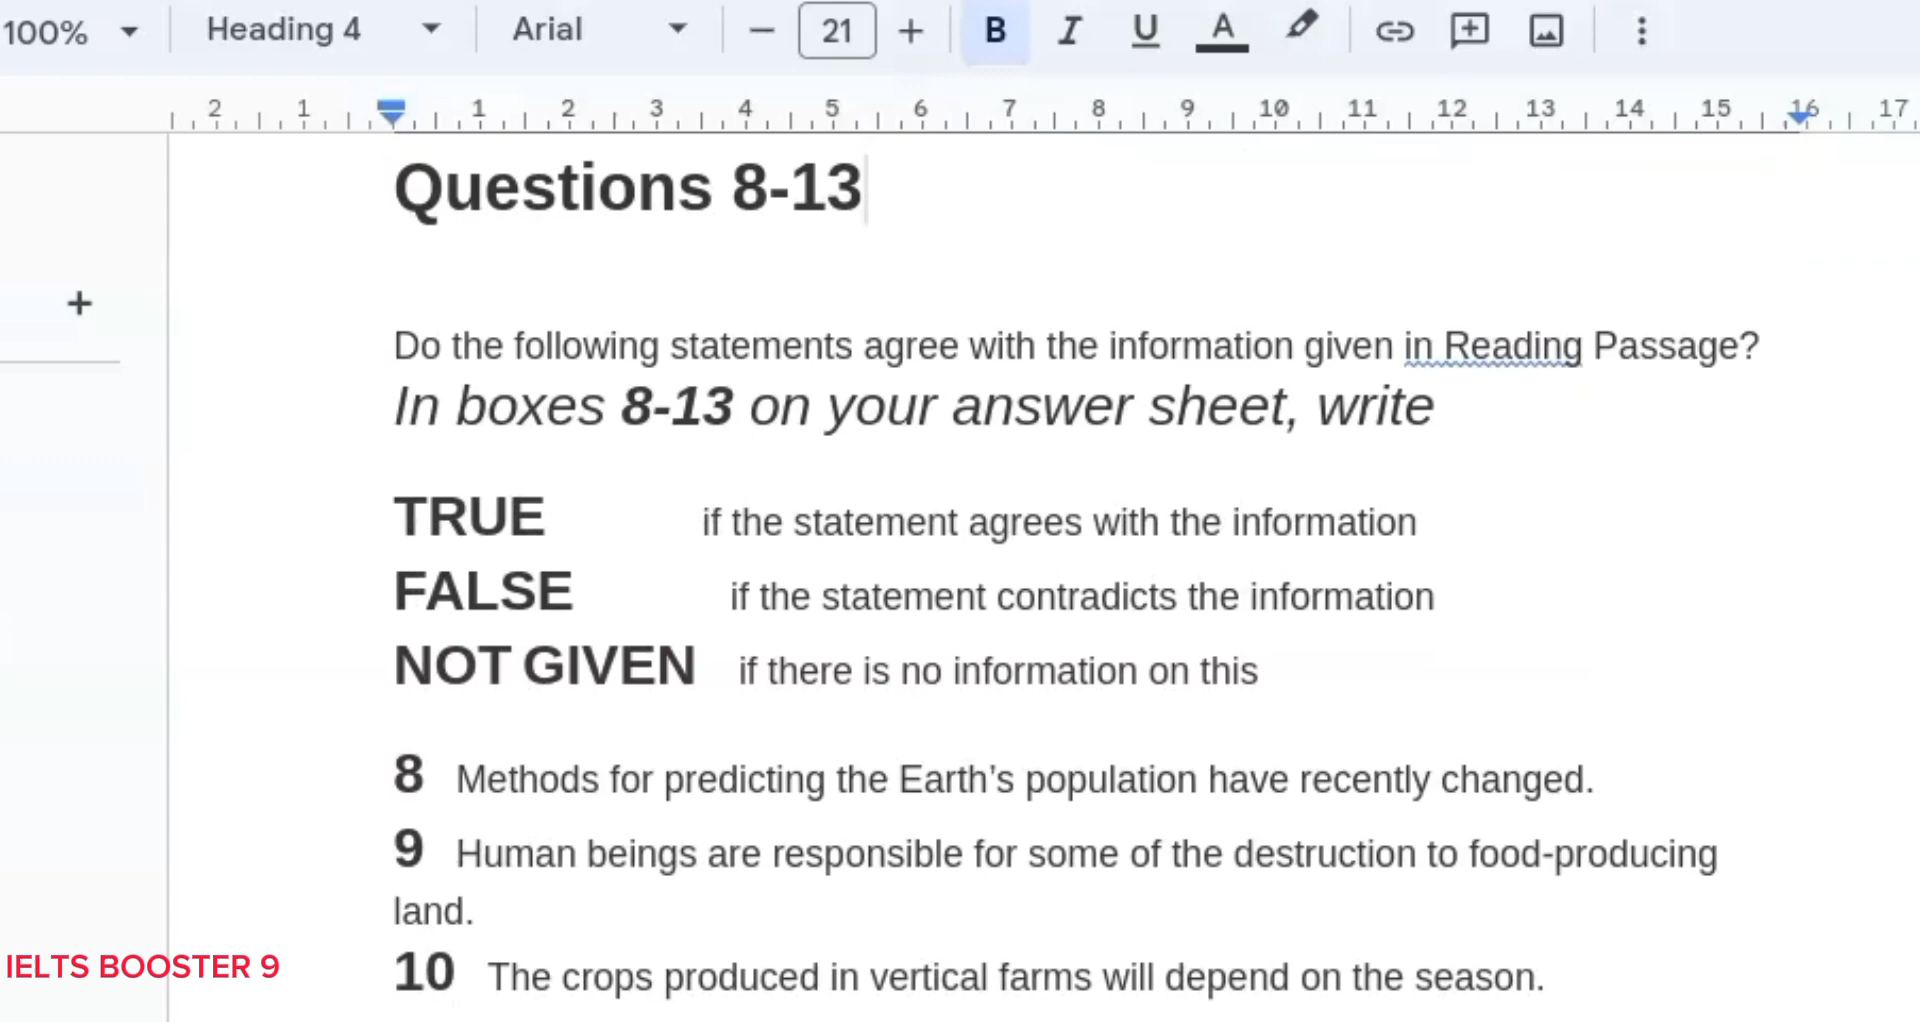 100% Heading 4 Arial − 21 + B I U A
2 1 1 2 3 4 5 6 7 8 9 10 11 12 13 14 15 16 17
Questions 8-13
+
Do the following statements agree with the information given in Reading Passage?
In boxes 8-13 on your answer sheet, write
TRUE if the statement agrees with the information
FALSE if the statement contradicts the information
NOT GIVEN if there is no information on this
8 Methods for predicting the Earth’s population have recently changed.
9 Human beings are responsible for some of the destruction to food-producing
land.
IELTS BOOSTER 9
10 The crops produced in vertical farms will depend on the season.